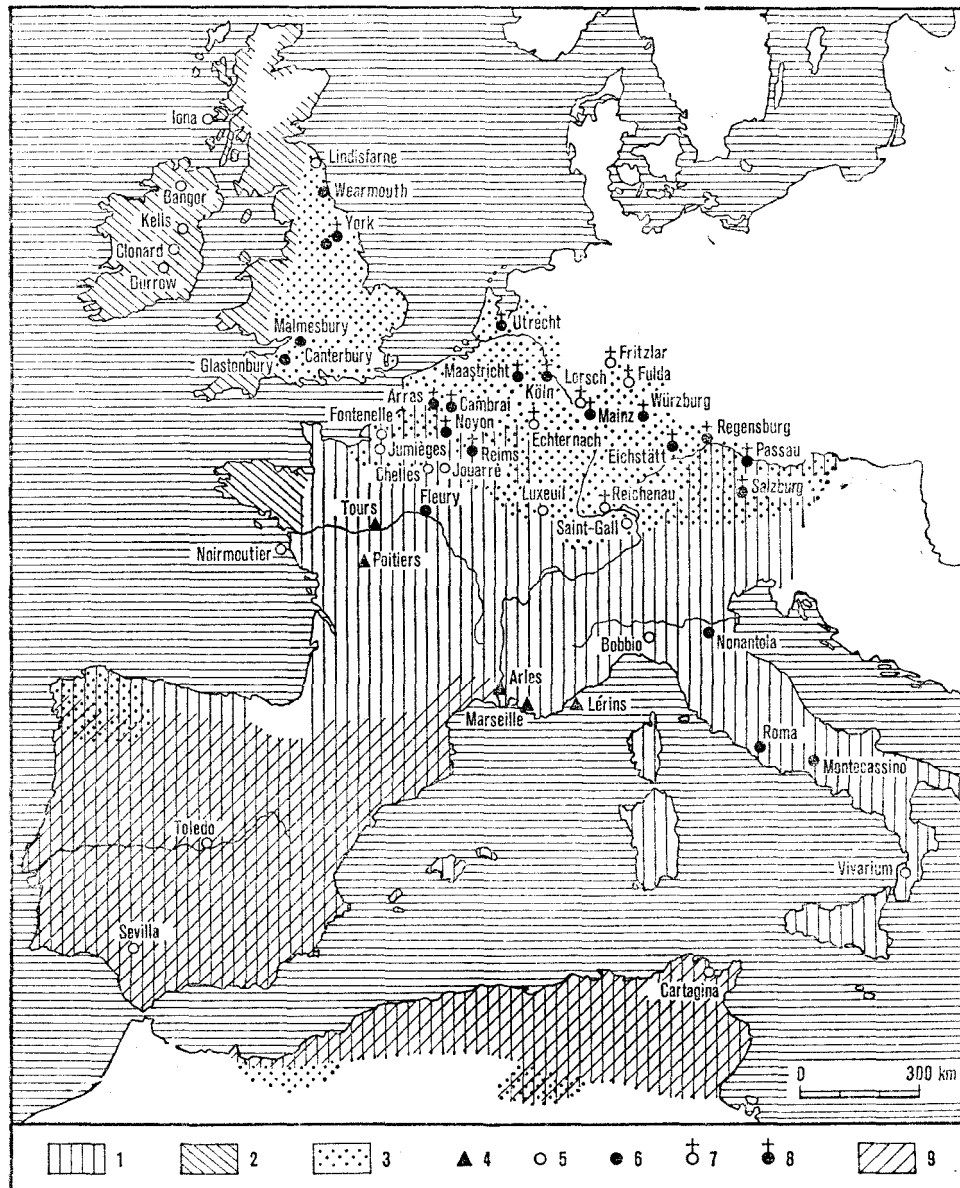 Iona
Lindisfarne
Wearmouth
Bangor
York
Kells
Clonard
Durrow
Malmesbury
Glastonbury
Canterbury
Utrecht
Fritzlar
Fulda
Maastricht
Köln
Lorsch
Arras
Cambrai
Mainz
Würzburg
Fontenelle
Noyon
Echternach
Regensburg
Jumièges
Reims
Eichstätt
Passau
Chelles
Jouarre
Salzburg
Fleury
Luxeuil
Reichenau
Tours
Saint-Gall
Noirmoutier
Poitiers
Bobbio
Nonantola
Arles
Marseille
Lérins
Roma
Montecassino
Toledo
Vivarium
Sevilla
Cartagina
0 300 km
1 2 3 4 5 6 7 8 9